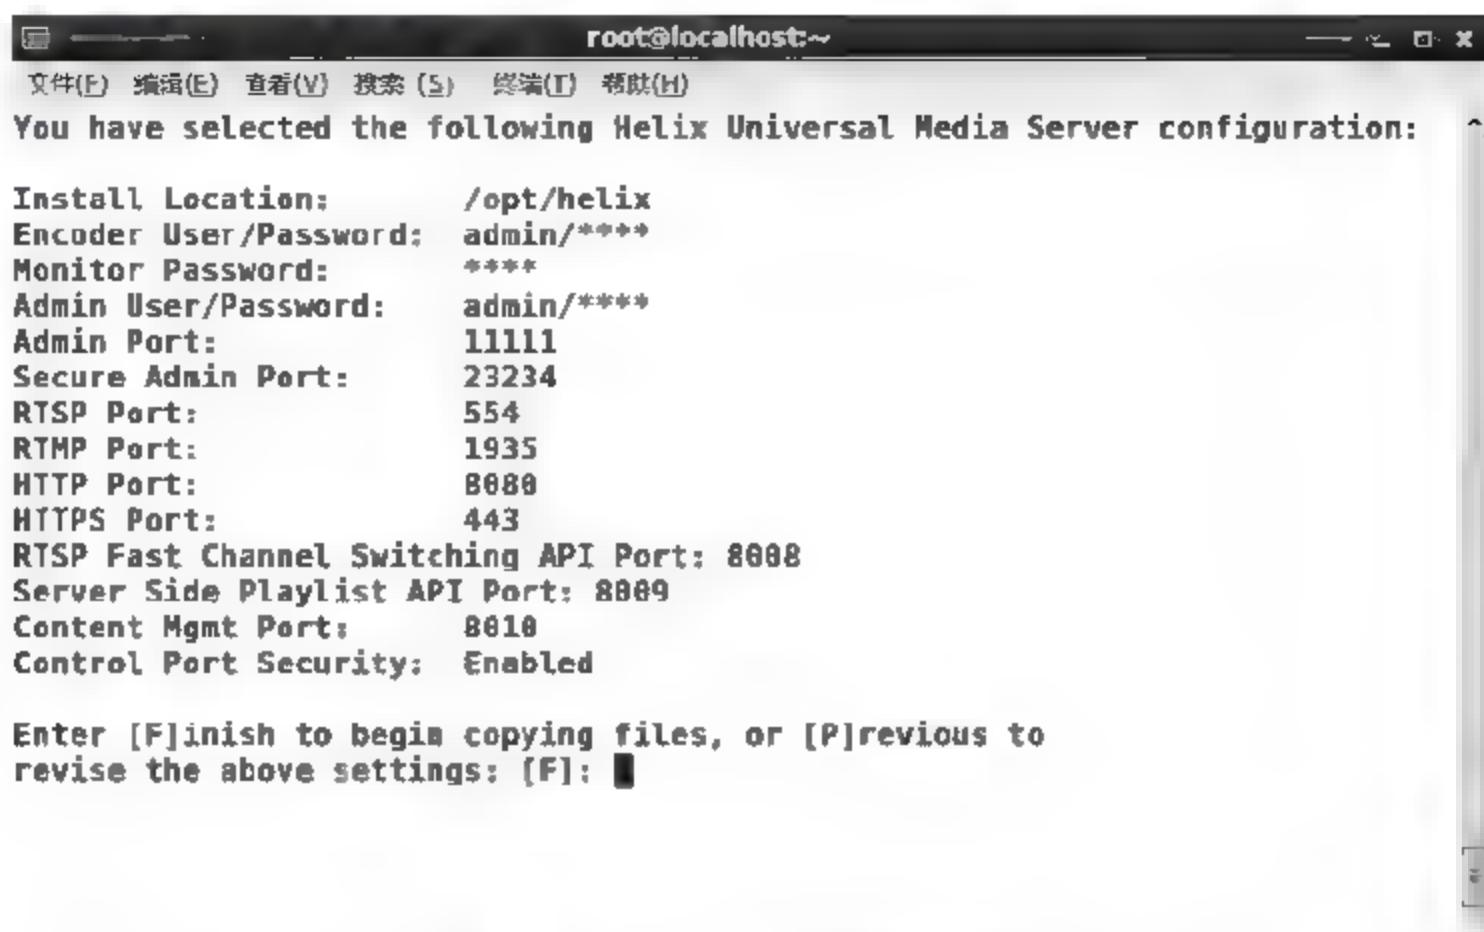 root@localhost:~
文件(F) 编辑(E) 查看(V) 搜索 (S) 终端(T) 帮助(H)
You have selected the following Helix Universal Media Server configuration:
Install Location: /opt/helix
Encoder User/Password: admin/****
Monitor Password: ****
Admin User/Password: admin/****
Admin Port: 11111
Secure Admin Port: 23234
RTSP Port: 554
RTMP Port: 1935
HTTP Port: 8080
HTTPS Port: 443
RTSP Fast Channel Switching API Port: 8008
Server Side Playlist API Port: 8009
Content Mgmt Port: 8010
Control Port Security: Enabled
Enter [F]inish to begin copying files, or [P]revious to
revise the above settings: [F]: